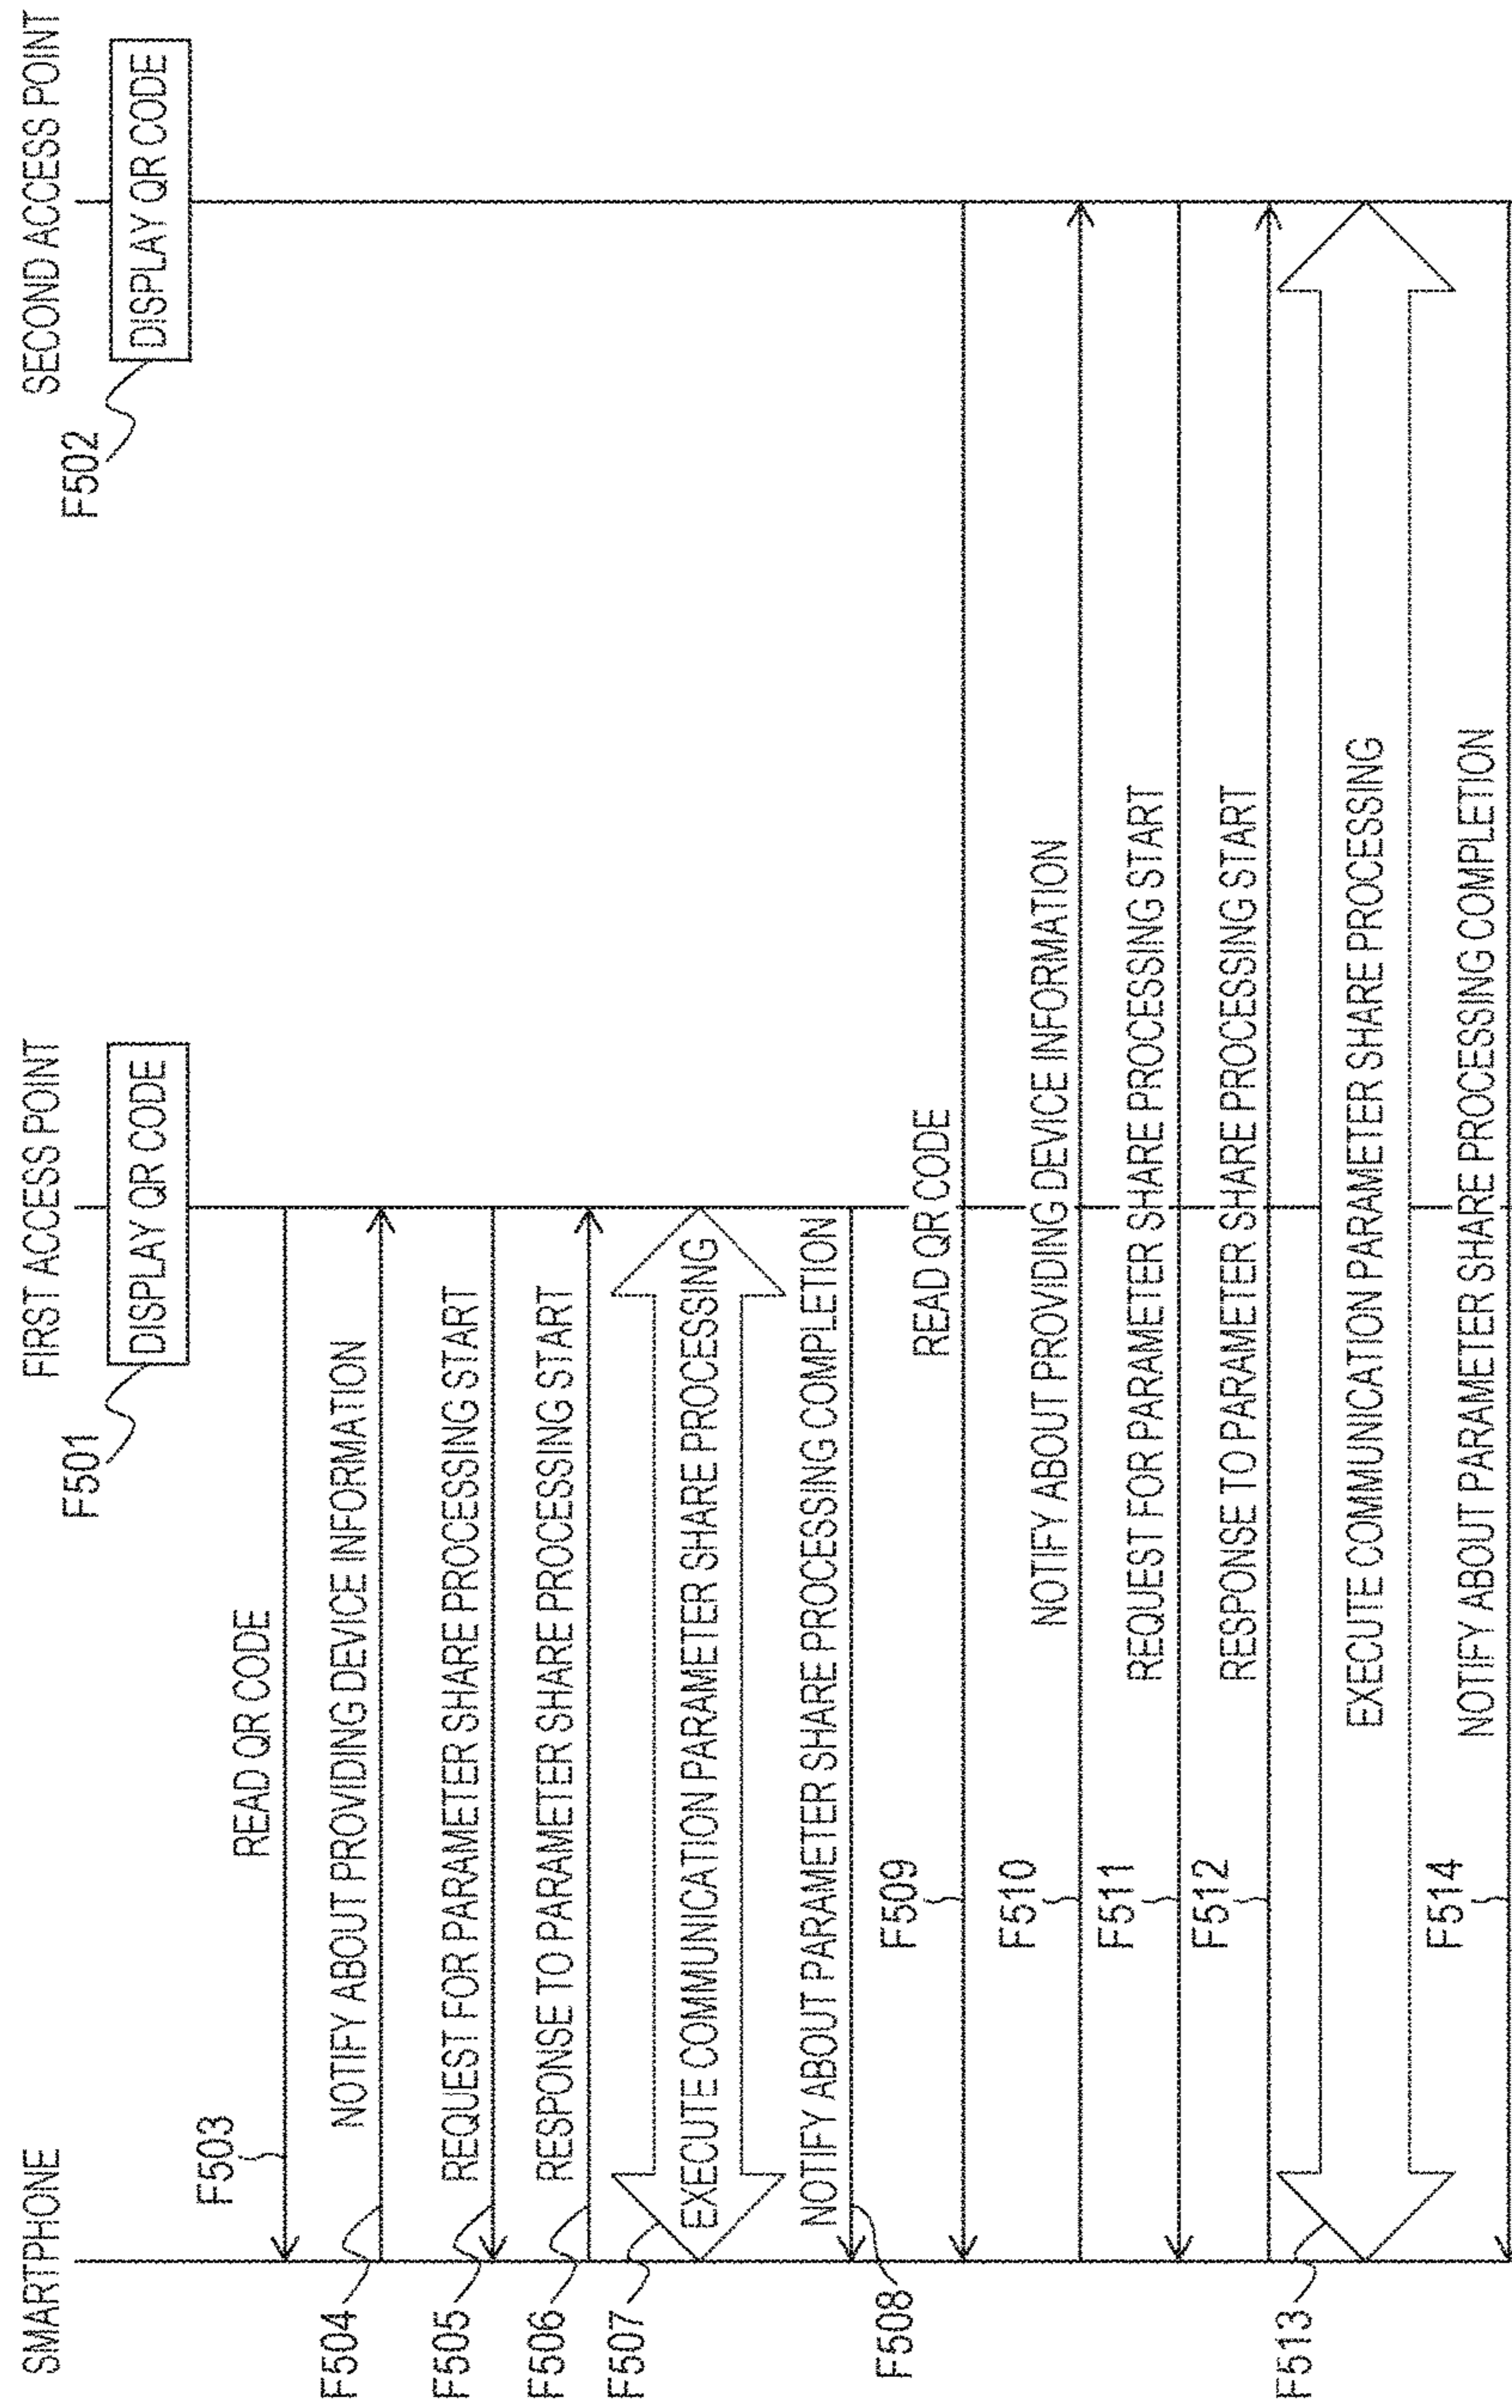 SMARTPHONE
FIRST ACCESS POINT
SECOND ACCESS POINT
F501
DISPLAY QR CODE
F502
DISPLAY QR CODE
F503
READ QR CODE
F504
NOTIFY ABOUT PROVIDING DEVICE INFORMATION
F505
REQUEST FOR PARAMETER SHARE PROCESSING START
F506
RESPONSE TO PARAMETER SHARE PROCESSING START
F507
EXECUTE COMMUNICATION PARAMETER SHARE PROCESSING
F508
NOTIFY ABOUT PARAMETER SHARE PROCESSING COMPLETION
F509
READ QR CODE
F510
NOTIFY ABOUT PROVIDING DEVICE INFORMATION
F511
REQUEST FOR PARAMETER SHARE PROCESSING START
F512
RESPONSE TO PARAMETER SHARE PROCESSING START
F513
EXECUTE COMMUNICATION PARAMETER SHARE PROCESSING
F514
NOTIFY ABOUT PARAMETER SHARE PROCESSING COMPLETION